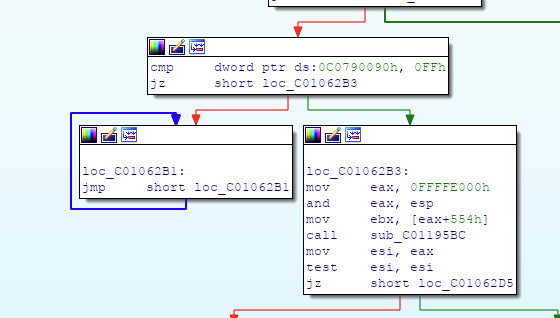 cmp dword ptr ds:0C0790090h, 0FFh
jz short loc_C01062B3
loc_C01062B1:
jmp short loc_C01062B1
loc_C01062B3:
mov eax, 0FFFFE000h
and eax, esp
mov ebx, [eax+554h]
call sub_C01195BC
mov esi, eax
test esi, esi
jz short loc_C01062D5